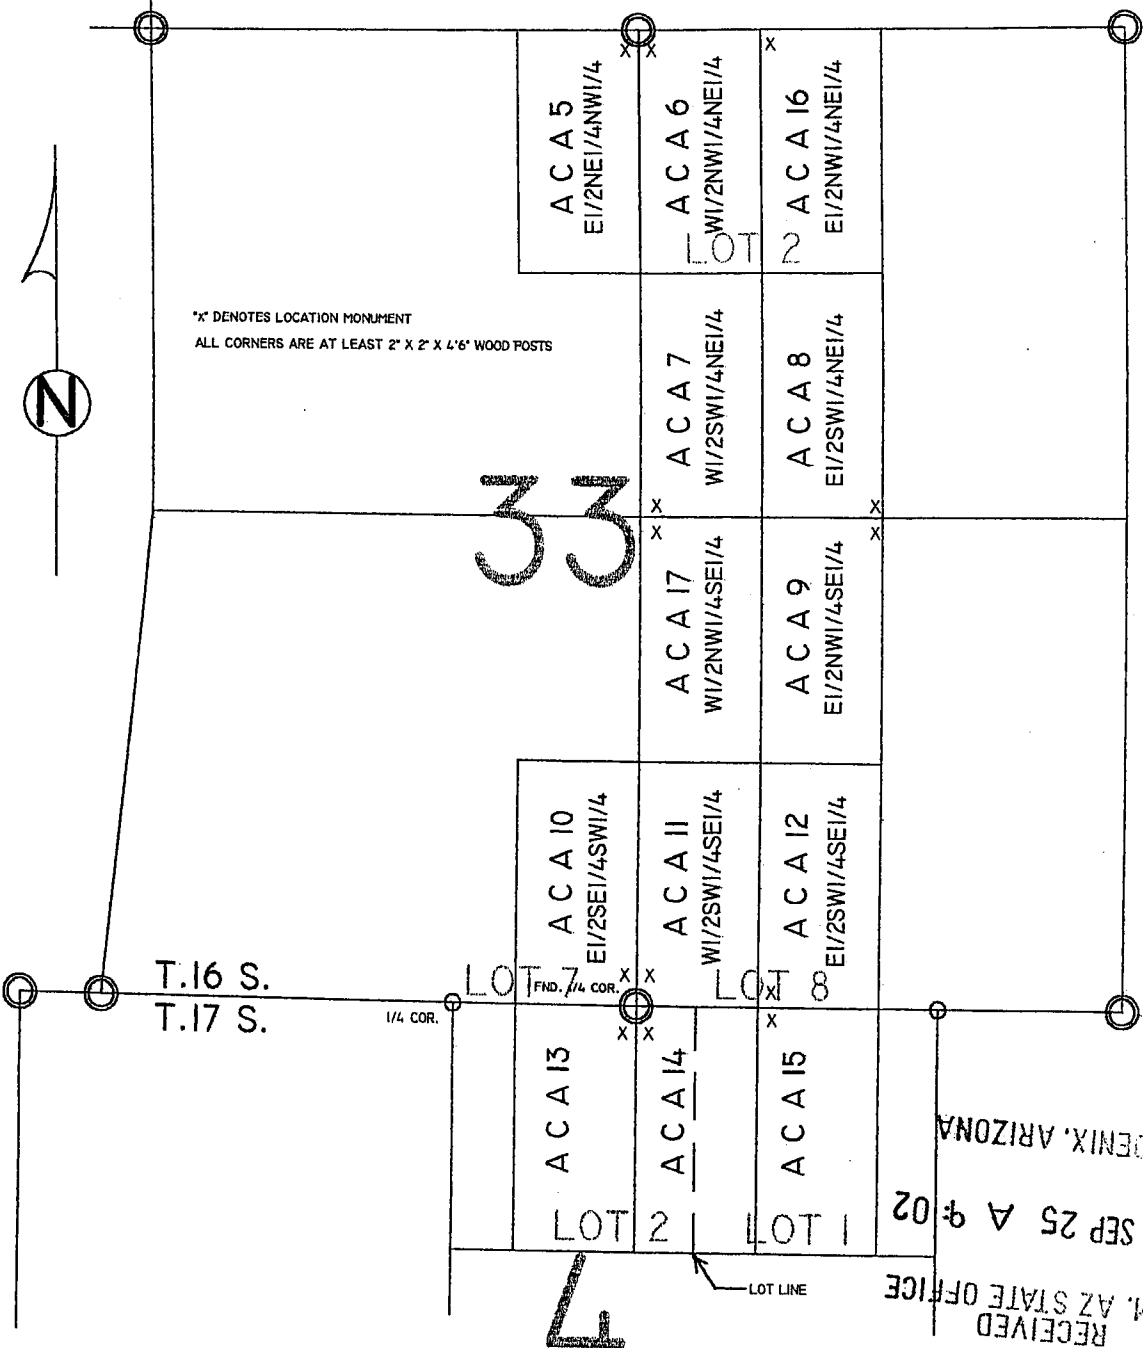 A C A 5
E1/2NE1/4NW1/4
A C A 6
W1/2NW1/4NE1/4
A C A 16
E1/2NW1/4NE1/4
LOT 2
"X" DENOTES LOCATION MONUMENT
ALL CORNERS ARE AT LEAST 2" X 2" X 4'6" WOOD POSTS
N
A C A 7
W1/2SW1/4NE1/4
A C A 8
E1/2SW1/4NE1/4
33
A C A 17
W1/2NW1/4SE1/4
A C A 9
E1/2NW1/4SE1/4
A C A 10
E1/2SE1/4SW1/4
A C A 11
W1/2SW1/4SE1/4
A C A 12
E1/2SW1/4SE1/4
T.16 S.
LOT 7
FND. 1/4 COR.
LOT 8
T.17 S.
1/4 COR.
A C A 13
A C A 14
A C A 15
LOT 2
LOT 1
LOT LINE
4
RECEIVED
AZ STATE OFFICE
SEP 25 A 9:02
ENIX, ARIZONA
X
X
X
X
X
X
X
X
X
X
X
X
X